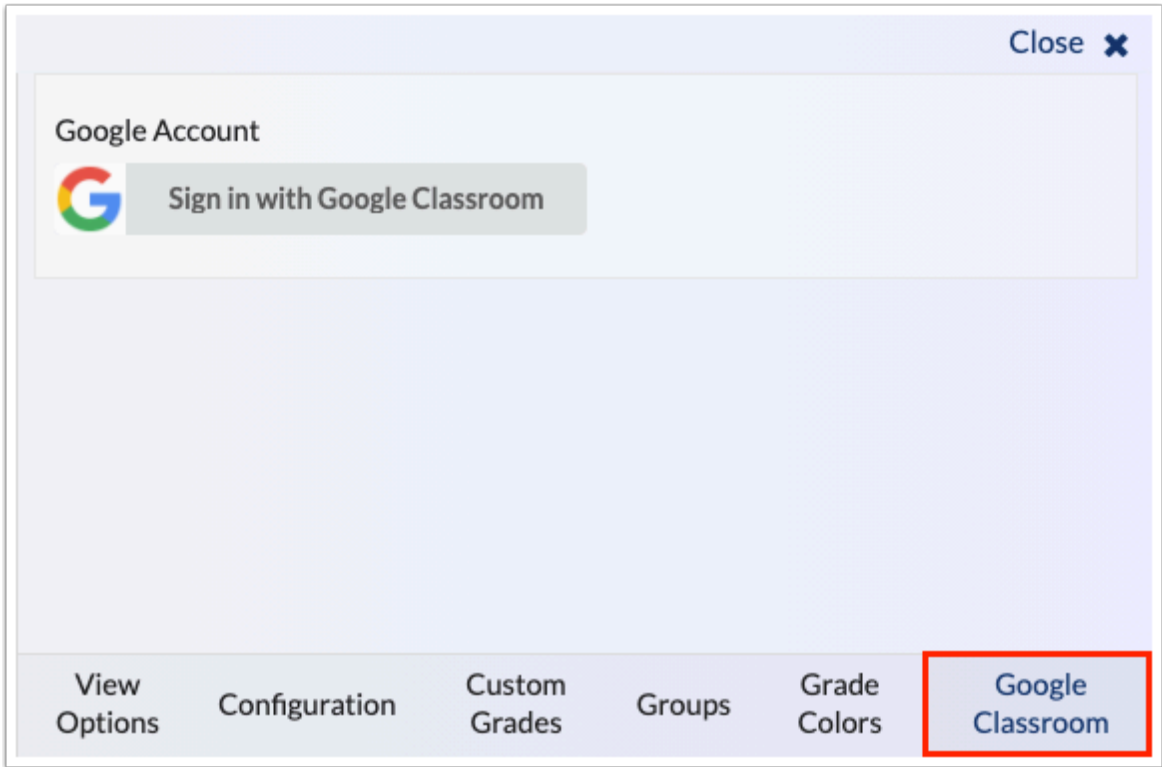 Close ✖
Google Account
Sign in with Google Classroom
View Options
Configuration
Custom Grades
Groups
Grade Colors
Google Classroom